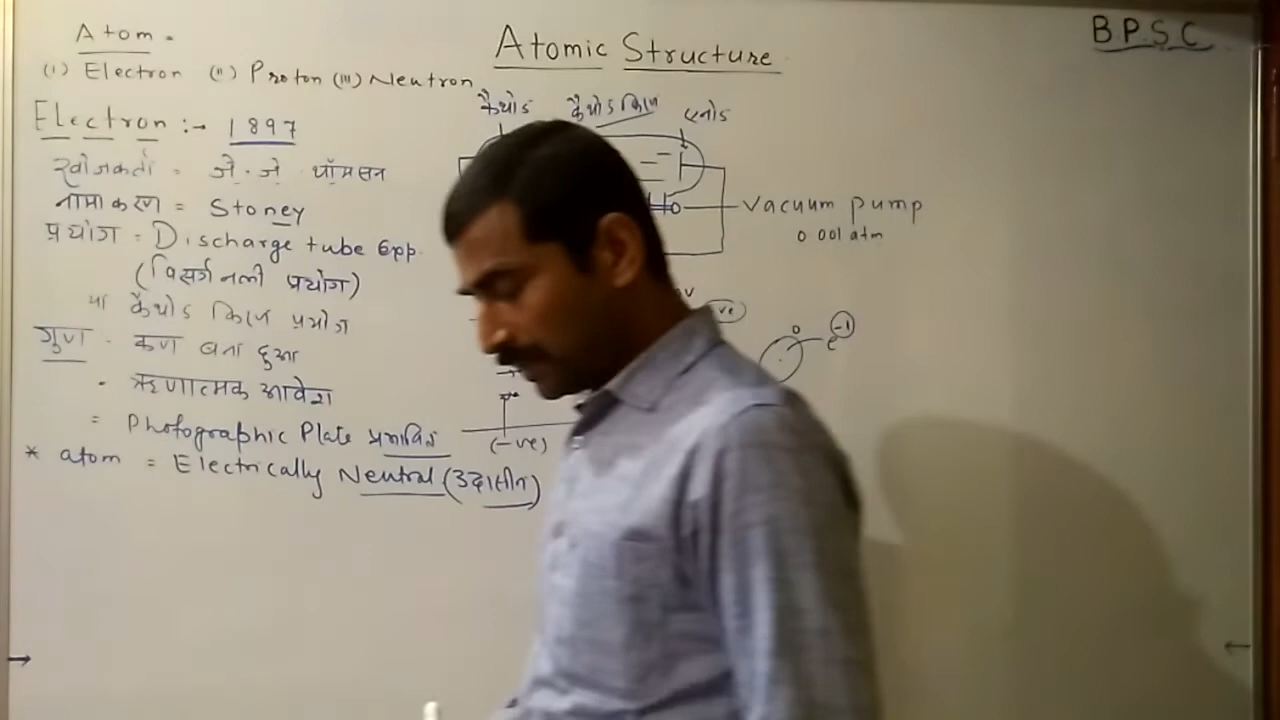 Atom -
Atomic Structure
BPSC
(i) Electron (ii) Proton (iii) Neutron
Electron :→ 1897
खोजकर्ता = जे. जे. थॉमसन
नामाकरण = Stoney
प्रयोग = Discharge tube Exp.
(विसर्ग नली प्रयोग)
या कैथोड किरण प्रयोग
गुण - कण बना हुआ
- ऋणात्मक आवेश
= Photographic Plate प्रभावित
* atom = Electrically Neutral (उदासीन)
कैथोड कैथोड किरण एनोड
Vacuum pump
0.001 atm
ve
e -1
(-ve)